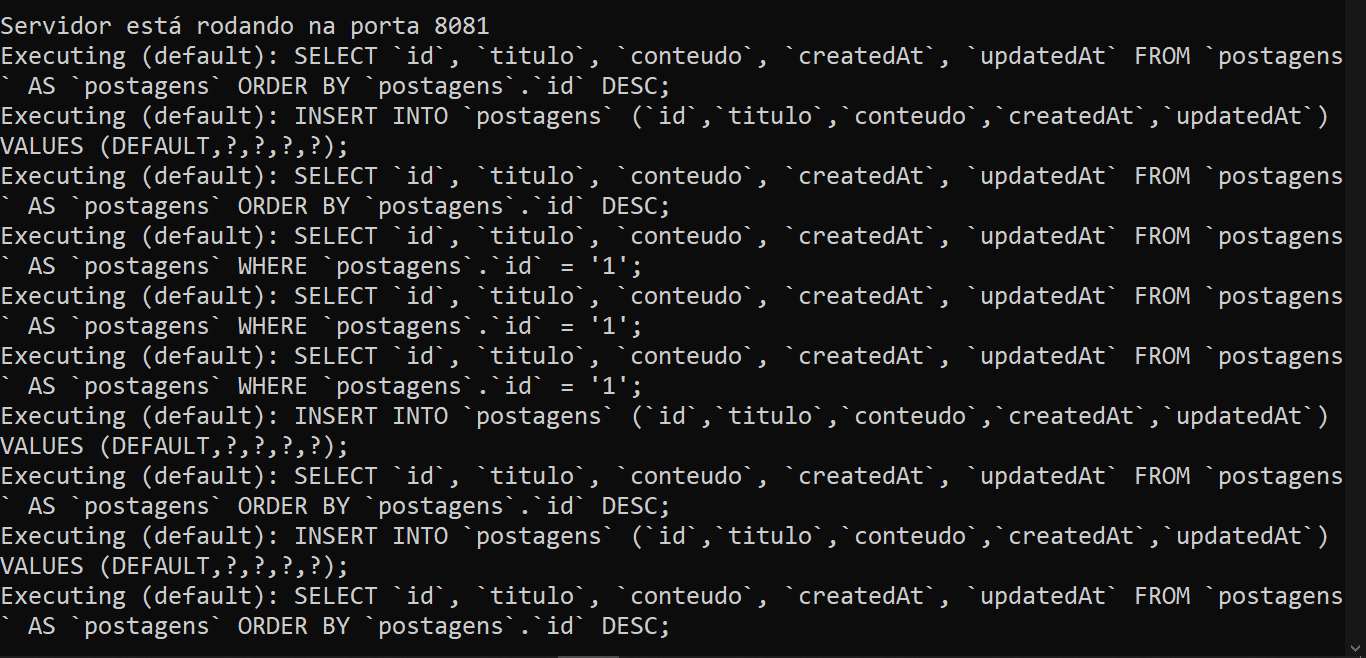 Servidor está rodando na porta 8081
Executing (default): SELECT `id`, `titulo`, `conteudo`, `createdAt`, `updatedAt` FROM `postagens
` AS `postagens` ORDER BY `postagens`.`id` DESC;
Executing (default): INSERT INTO `postagens` (`id`,`titulo`,`conteudo`,`createdAt`,`updatedAt`)
VALUES (DEFAULT,?,?,?,?);
Executing (default): SELECT `id`, `titulo`, `conteudo`, `createdAt`, `updatedAt` FROM `postagens
` AS `postagens` ORDER BY `postagens`.`id` DESC;
Executing (default): SELECT `id`, `titulo`, `conteudo`, `createdAt`, `updatedAt` FROM `postagens
` AS `postagens` WHERE `postagens`.`id` = '1';
Executing (default): SELECT `id`, `titulo`, `conteudo`, `createdAt`, `updatedAt` FROM `postagens
` AS `postagens` WHERE `postagens`.`id` = '1';
Executing (default): SELECT `id`, `titulo`, `conteudo`, `createdAt`, `updatedAt` FROM `postagens
` AS `postagens` WHERE `postagens`.`id` = '1';
Executing (default): INSERT INTO `postagens` (`id`,`titulo`,`conteudo`,`createdAt`,`updatedAt`)
VALUES (DEFAULT,?,?,?,?);
Executing (default): SELECT `id`, `titulo`, `conteudo`, `createdAt`, `updatedAt` FROM `postagens
` AS `postagens` ORDER BY `postagens`.`id` DESC;
Executing (default): INSERT INTO `postagens` (`id`,`titulo`,`conteudo`,`createdAt`,`updatedAt`)
VALUES (DEFAULT,?,?,?,?);
Executing (default): SELECT `id`, `titulo`, `conteudo`, `createdAt`, `updatedAt` FROM `postagens
` AS `postagens` ORDER BY `postagens`.`id` DESC;